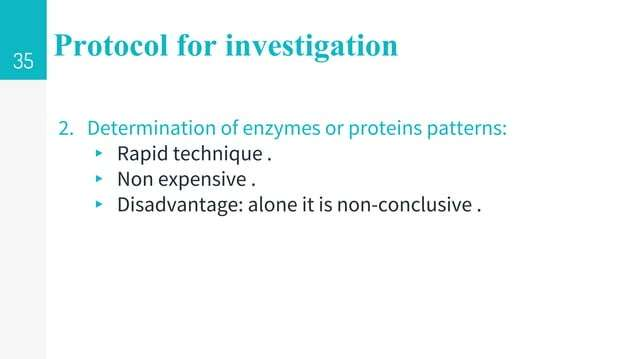 35
Protocol for investigation
2. Determination of enzymes or proteins patterns:
▸ Rapid technique .
▸ Non expensive .
▸ Disadvantage: alone it is non-conclusive .